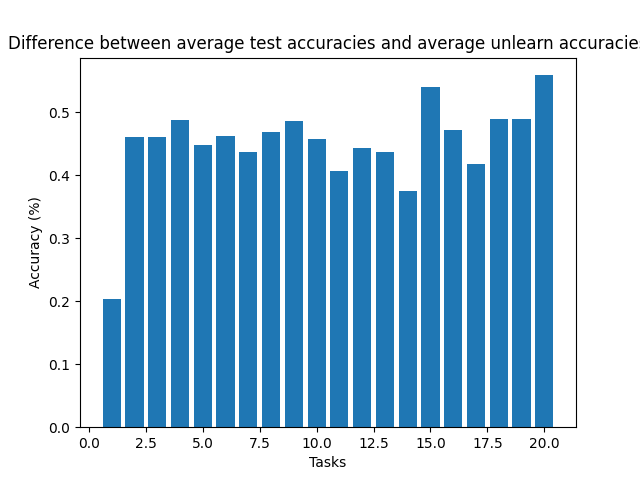 Difference between average test accuracies and average unlearn accuracies
Accuracy (%)
0.5
0.4
0.3
0.2
0.1
0.0
0.0 2.5 5.0 7.5 10.0 12.5 15.0 17.5 20.0
Tasks